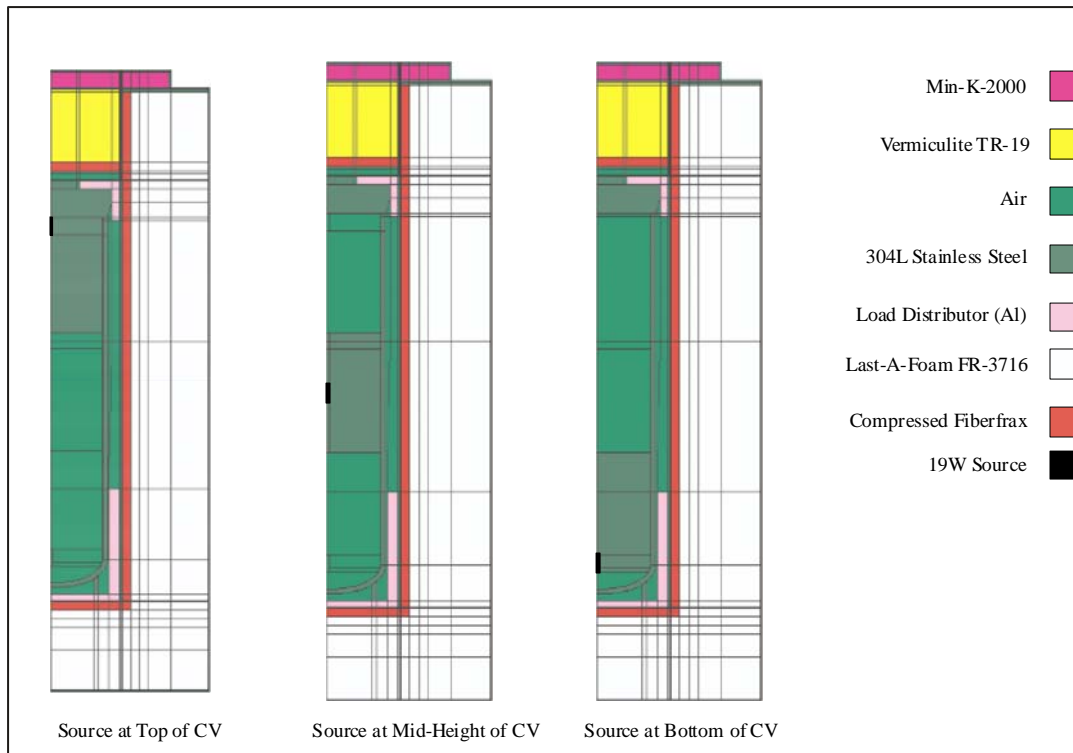 Min-K-2000
Vermiculite TR-19
Air
304L Stainless Steel
Load Distributor (Al)
Last-A-Foam FR-3716
Compressed Fiberfrax
19W Source
Source at Top of CV
Source at Mid-Height of CV
Source at Bottom of CV